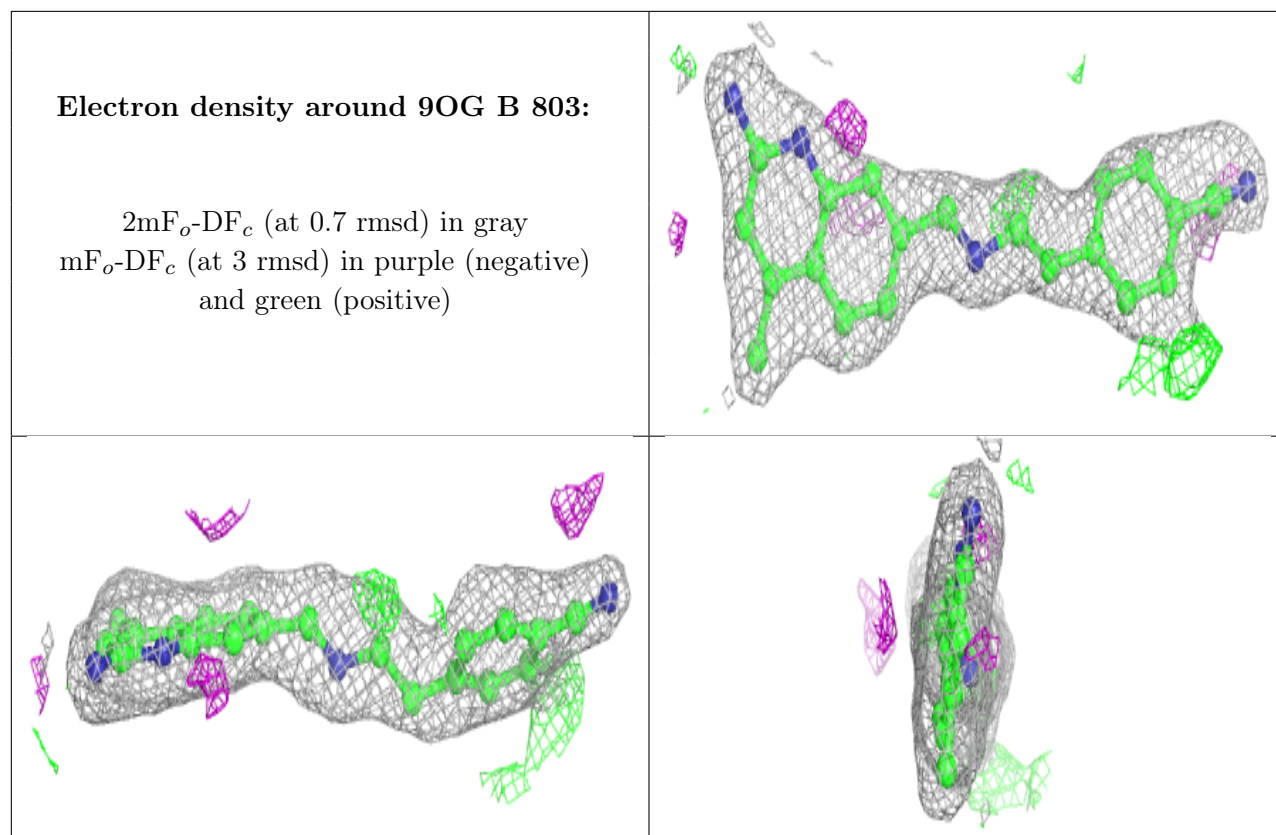 Electron density around 9OG B 803:
2mFo-DFc (at 0.7 rmsd) in gray
mFo-DFc (at 3 rmsd) in purple (negative)
and green (positive)